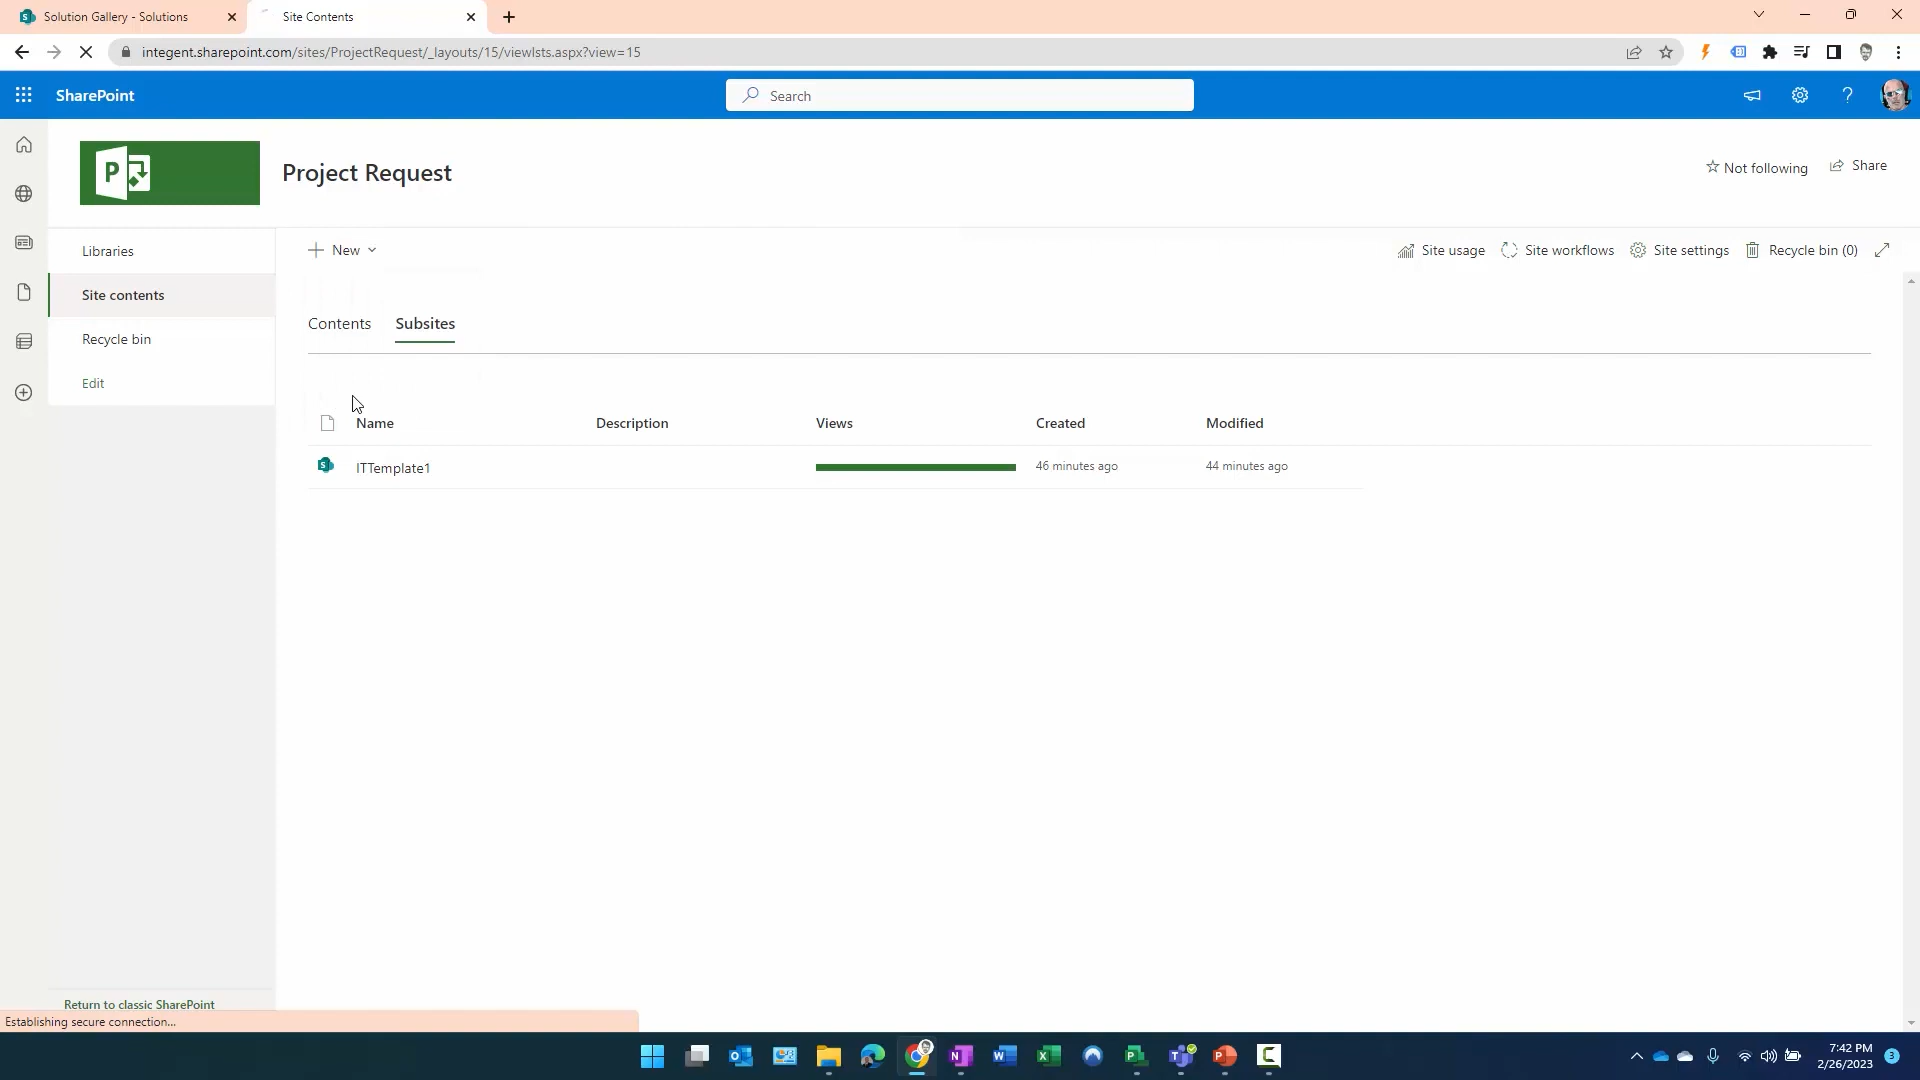 Solution Gallery - Solutions
Site Contents
integent.sharepoint.com/sites/ProjectRequest/_layouts/15/viewlsts.aspx?view=15
SharePoint
Search
Project Request
Not following
Share
Libraries
Site contents
Recycle bin
Edit
New
Site usage
Site workflows
Site settings
Recycle bin (0)
Contents
Subsites
Name Description Views Created Modified
ITTemplate1 46 minutes ago 44 minutes ago
Return to classic SharePoint
Establishing secure connection...
7:42 PM
2/26/2023
3